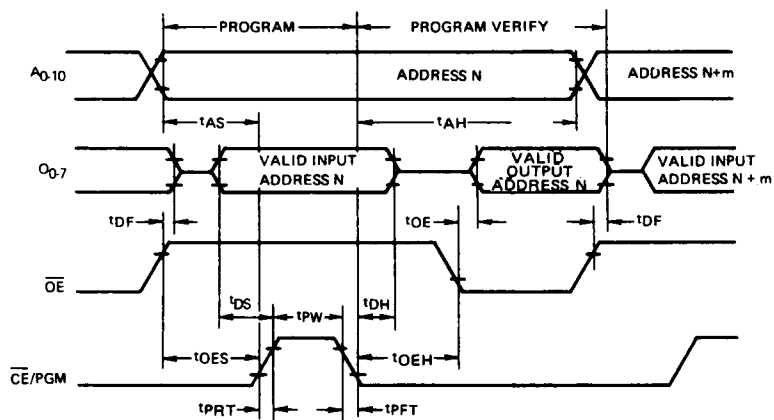 PROGRAM PROGRAM VERIFY
A0-10 ADDRESS N ADDRESS N+m
tAS tAH
O0-7 VALID INPUT ADDRESS N VALID OUTPUT ADDRESS N VALID INPUT ADDRESS N + m
tDF tOE tDF
OE
tDS tPW tDH
tOES tOEH
CE/PGM
tPRT tPFT